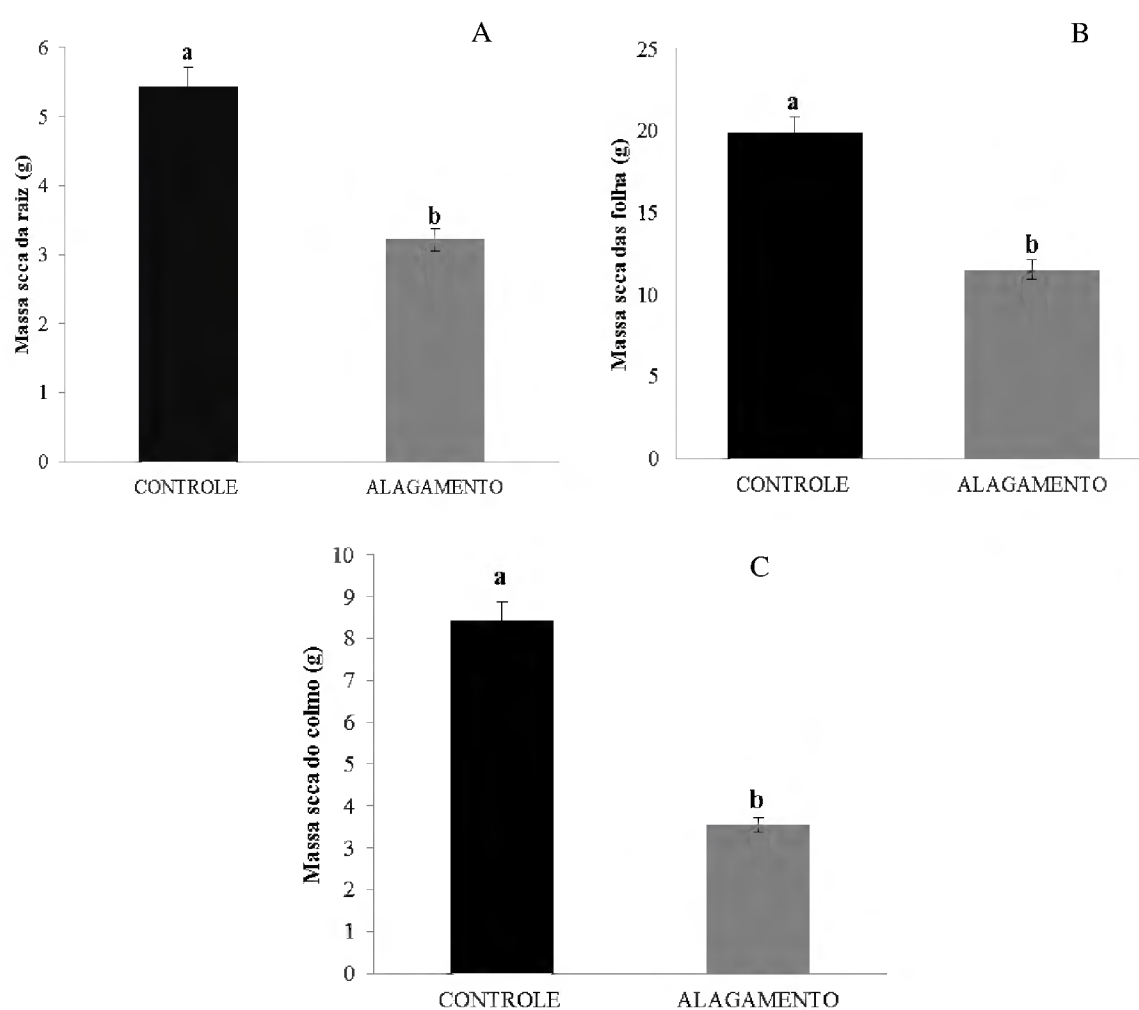 A
6
5
4
3
2
1
0
Massa seca da raiz (g)
a
b
CONTROLE
ALAGAMENTO
B
25
20
15
10
5
0
Massa seca das folha (g)
a
b
CONTROLE
ALAGAMENTO
C
10
9
8
7
6
5
4
3
2
1
0
Massa seca do colmo (g)
a
b
CONTROLE
ALAGAMENTO